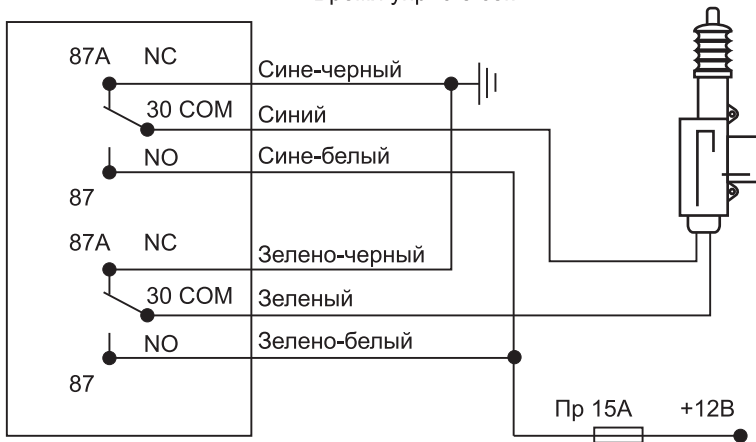 87A NC
Сине-черный
30 COM
Синий
NO
Сине-белый
87
87A NC
Зелено-черный
30 COM
Зеленый
NO
Зелено-белый
87
Пр 15А +12В